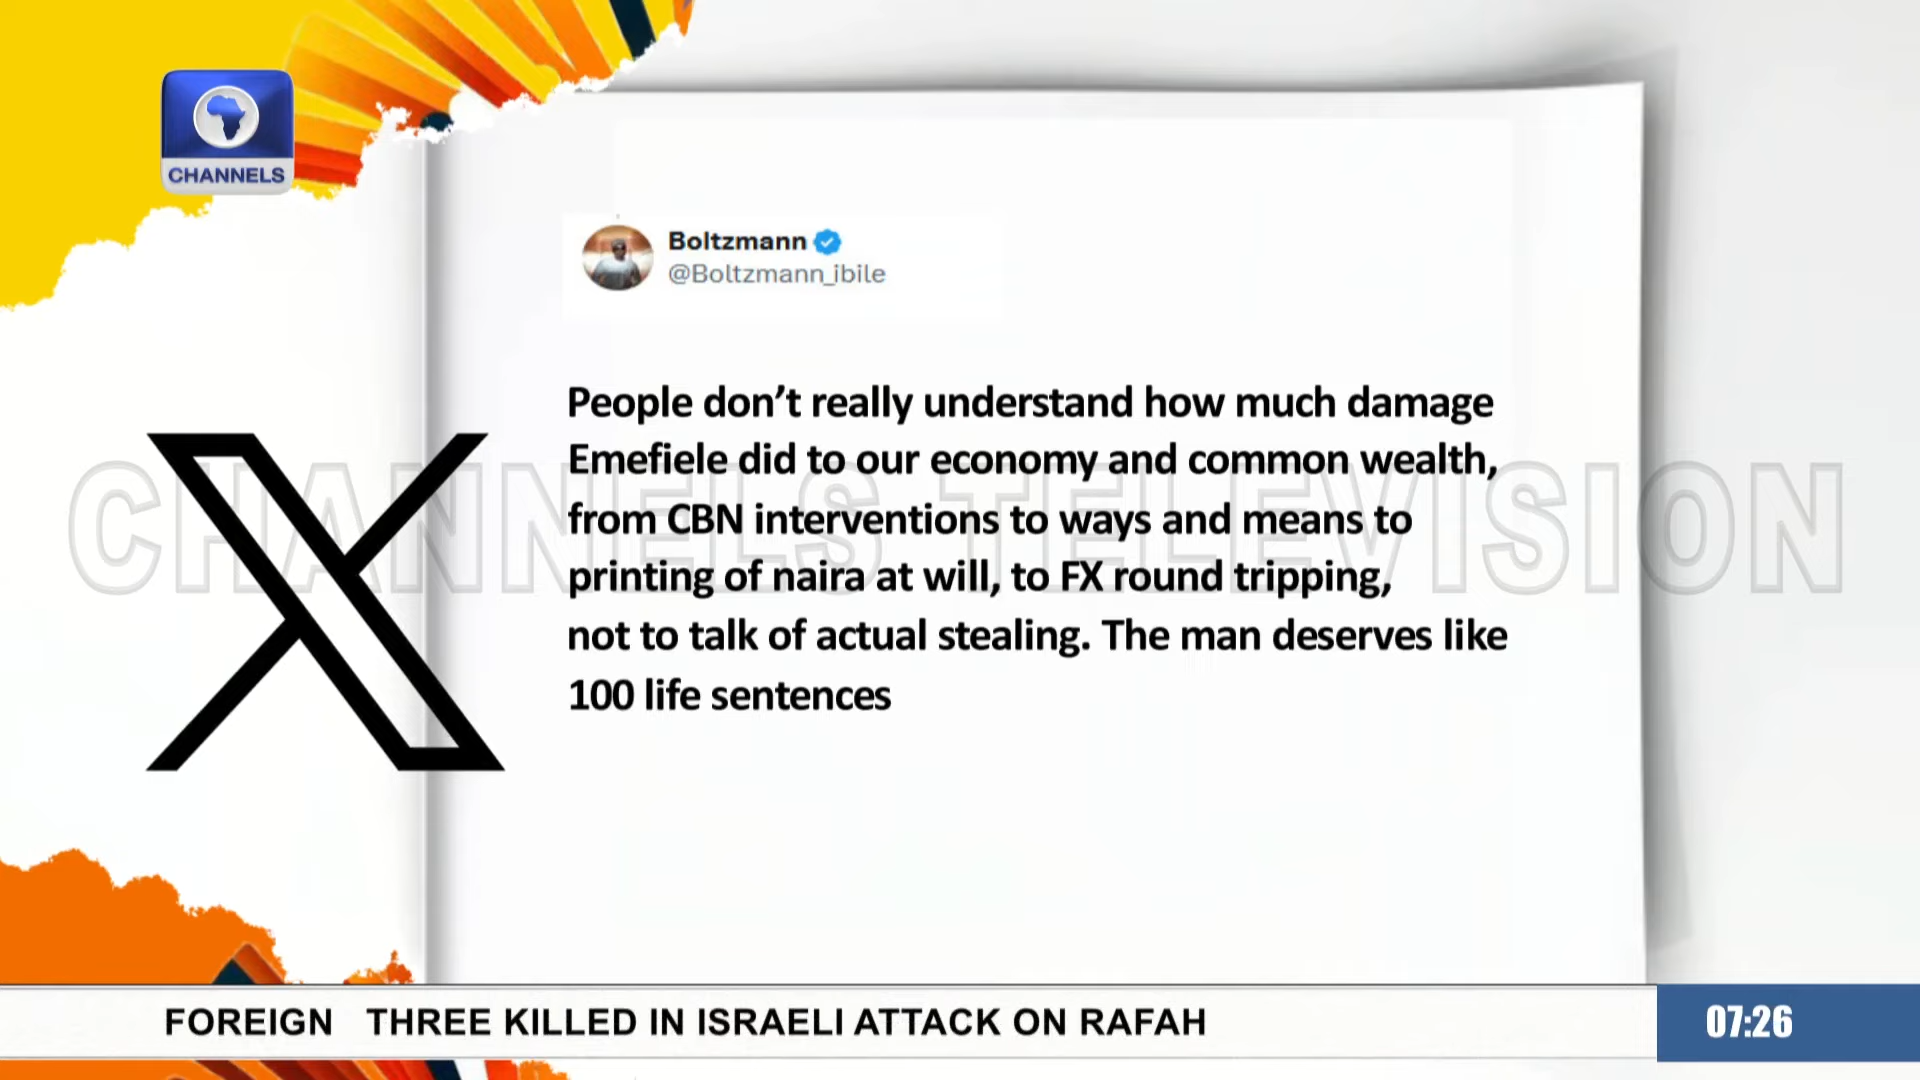 CHANNELS
Boltzmann
@Boltzmann_ibile
People don’t really understand how much damage
Emefiele did to our economy and common wealth,
from CBN interventions to ways and means to
printing of naira at will, to FX round tripping,
not to talk of actual stealing. The man deserves like
100 life sentences
CHANNELS TELEVISION
FOREIGN THREE KILLED IN ISRAELI ATTACK ON RAFAH
07:26